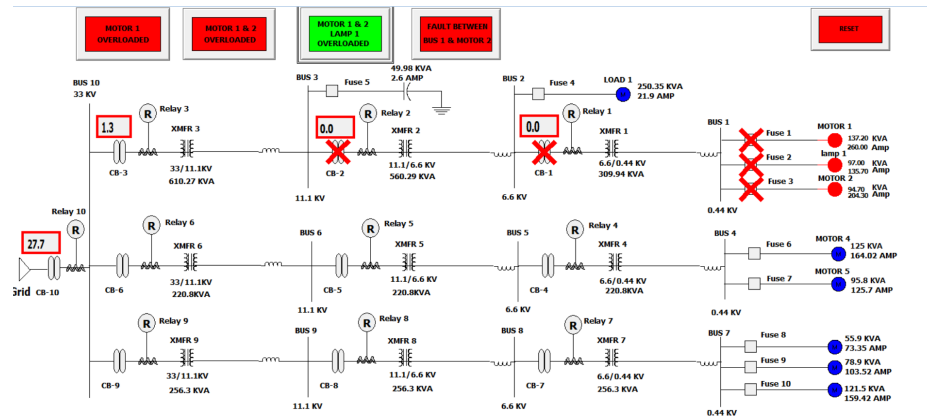 MOTOR 1
OVERLOADED
MOTOR 1 & 2
OVERLOADED
MOTOR 1 & 2
LAMP 1
OVERLOADED
FAULT BETWEEN
BUS 1 & MOTOR 2
RESET
BUS 10
33 KV
Relay 3
R
1.3
XMFR 3
CB-3
33/11.1KV
610.27 KVA
BUS 3
Fuse 5
49.98 KVA
2.6 AMP
Relay 2
R
0.0
XMFR 2
CB-2
11.1/6.6 KV
560.29 KVA
11.1 KV
BUS 2
Fuse 4
LOAD 1
250.35 KVA
21.9 AMP
Relay 1
R
0.0
XMFR 1
CB-1
6.6/0.44 KV
309.94 KVA
6.6 KV
BUS 1
Fuse 1
MOTOR 1
137.20 KVA
260.00 Amp
Fuse 2
lamp 1
97.00 KVA
135.70 Amp
Fuse 3
MOTOR 2
94.70 KVA
204.30 Amp
0.44 KV
Relay 10
R
27.7
Grid
CB-10
Relay 6
R
XMFR 6
CB-6
33/11.1KV
220.8KVA
BUS 6
Relay 5
R
XMFR 5
CB-5
11.1/6.6 KV
220.8KVA
11.1 KV
BUS 5
Relay 4
R
XMFR 4
CB-4
6.6/0.44 KV
220.8KVA
6.6 KV
BUS 4
Fuse 6
MOTOR 4
125 KVA
164.02 AMP
Fuse 7
MOTOR 5
95.8 KVA
125.7 AMP
0.44 KV
Relay 9
R
XMFR 9
CB-9
33/11.1KV
256.3 KVA
BUS 9
Relay 8
R
XMFR 8
CB-8
11.1/6.6 KV
256.3 KVA
11.1 KV
BUS 8
Relay 7
R
XMFR 7
CB-7
6.6/0.44 KV
256.3 KVA
6.6 KV
BUS 7
Fuse 8
55.9 KVA
73.35 AMP
Fuse 9
78.9 KVA
103.52 AMP
Fuse 10
121.5 KVA
159.42 AMP
0.44 KV